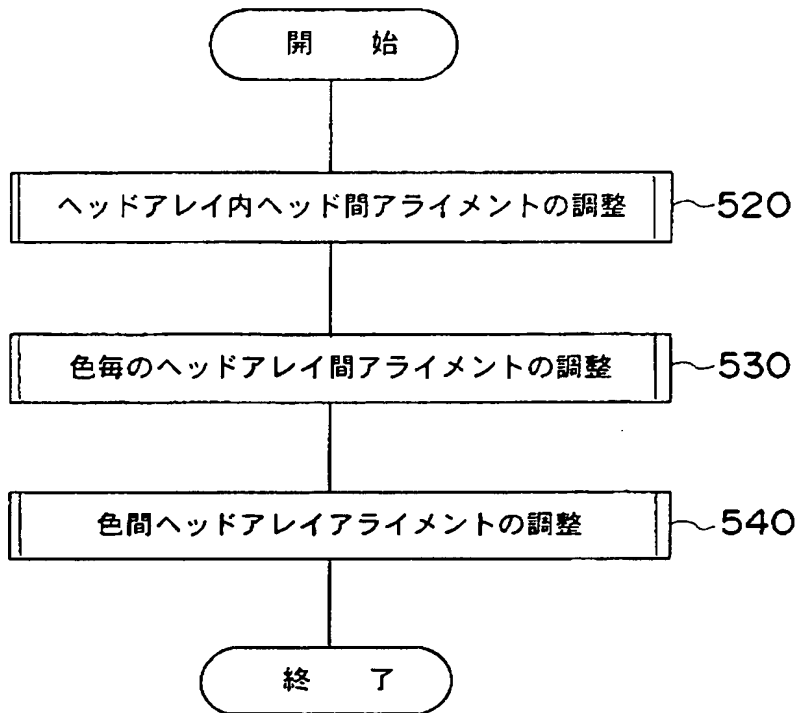 開　始
ヘッドアレイ内ヘッド間アライメントの調整 520
色毎のヘッドアレイ間アライメントの調整 530
色間ヘッドアレイアライメントの調整 540
終　了